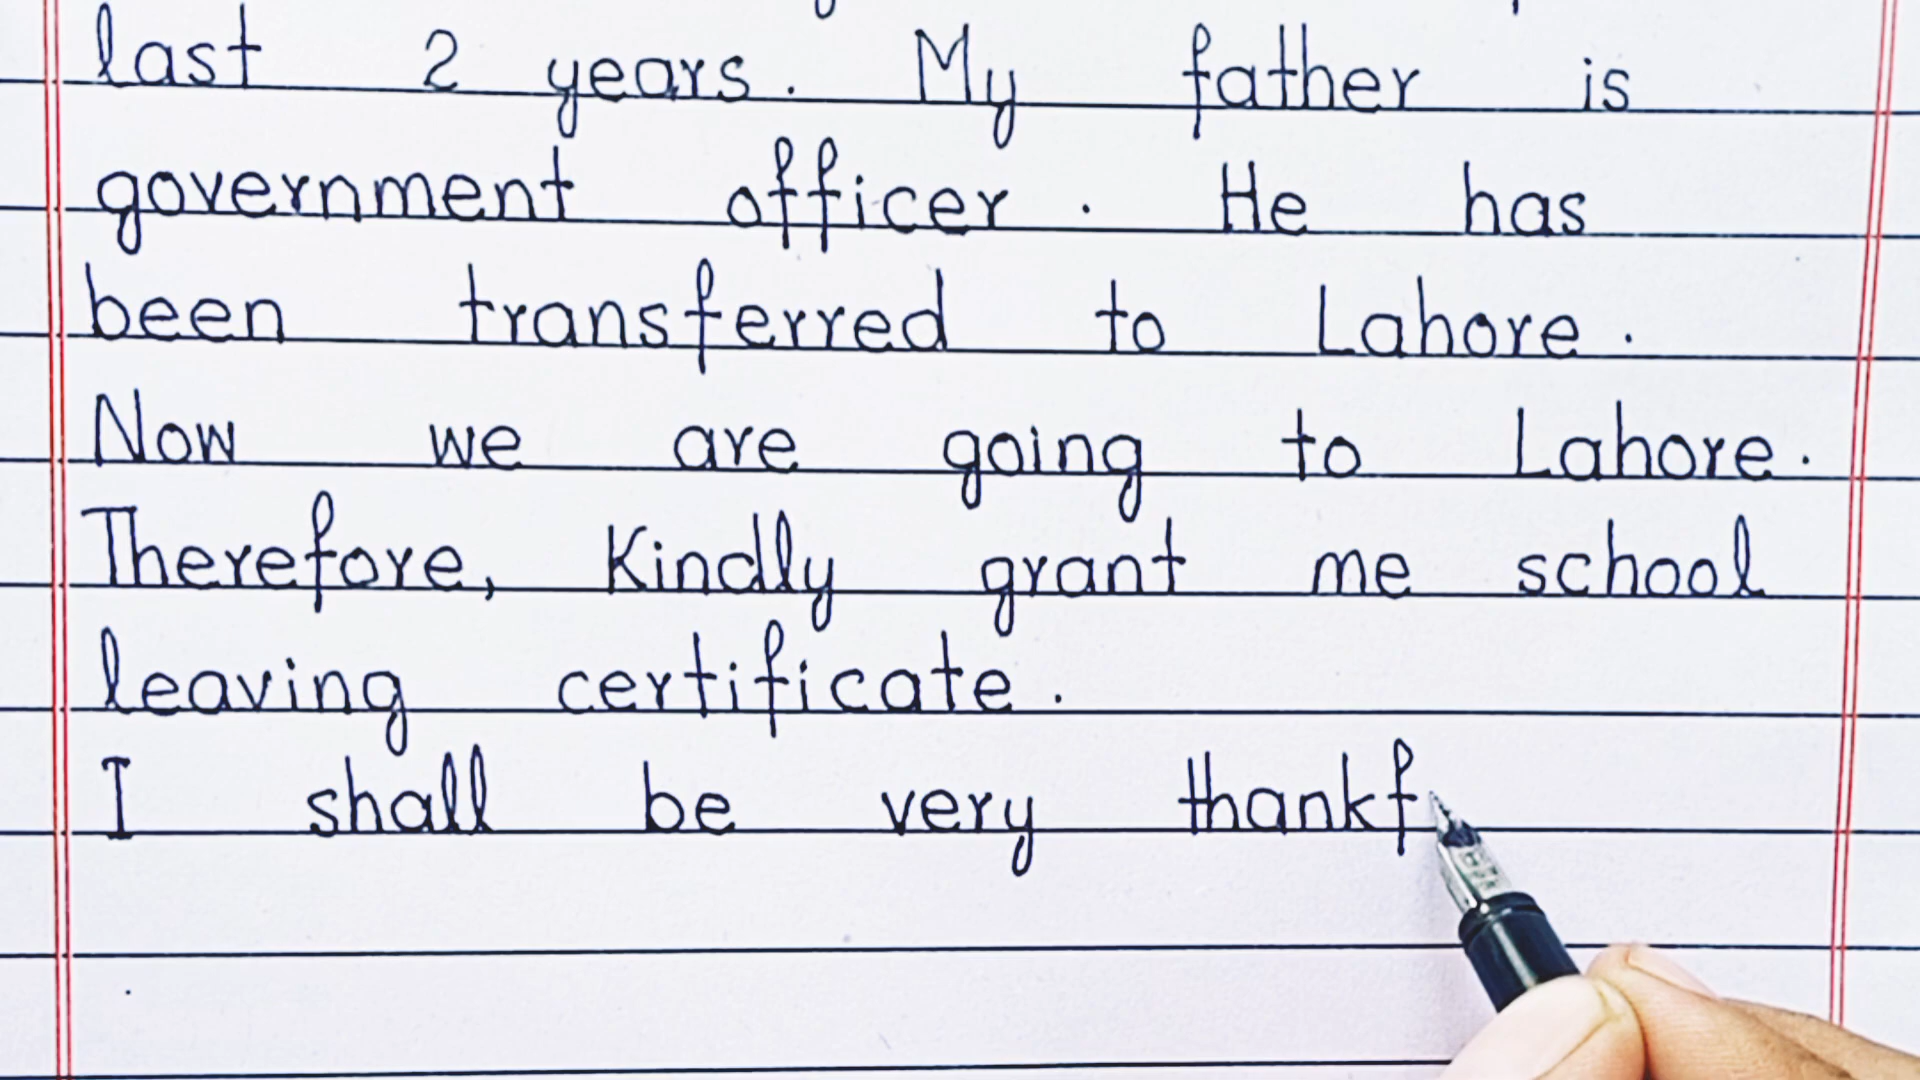 last 2 years. My father is
government officer. He has
been transferred to Lahore.
Now we are going to Lahore.
Therefore, Kindly grant me school
leaving certificate.
I shall be very thankf